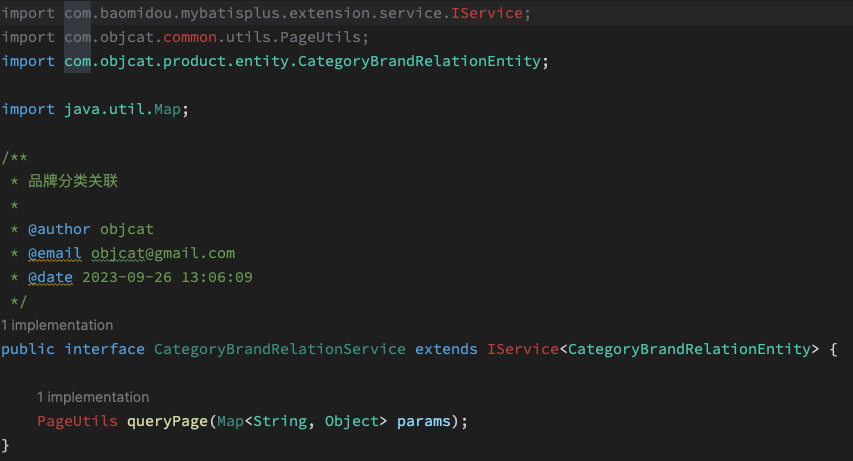 import com.baomidou.mybatisplus.extension.service.IService;
import com.objcat.common.utils.PageUtils;
import com.objcat.product.entity.CategoryBrandRelationEntity;
import java.util.Map;
/**
* 品牌分类关联
*
* @author objcat
* @email objcat@gmail.com
* @date 2023-09-26 13:06:09
*/
1 implementation
public interface CategoryBrandRelationService extends IService<CategoryBrandRelationEntity> {
1 implementation
PageUtils queryPage(Map<String, Object> params);
}